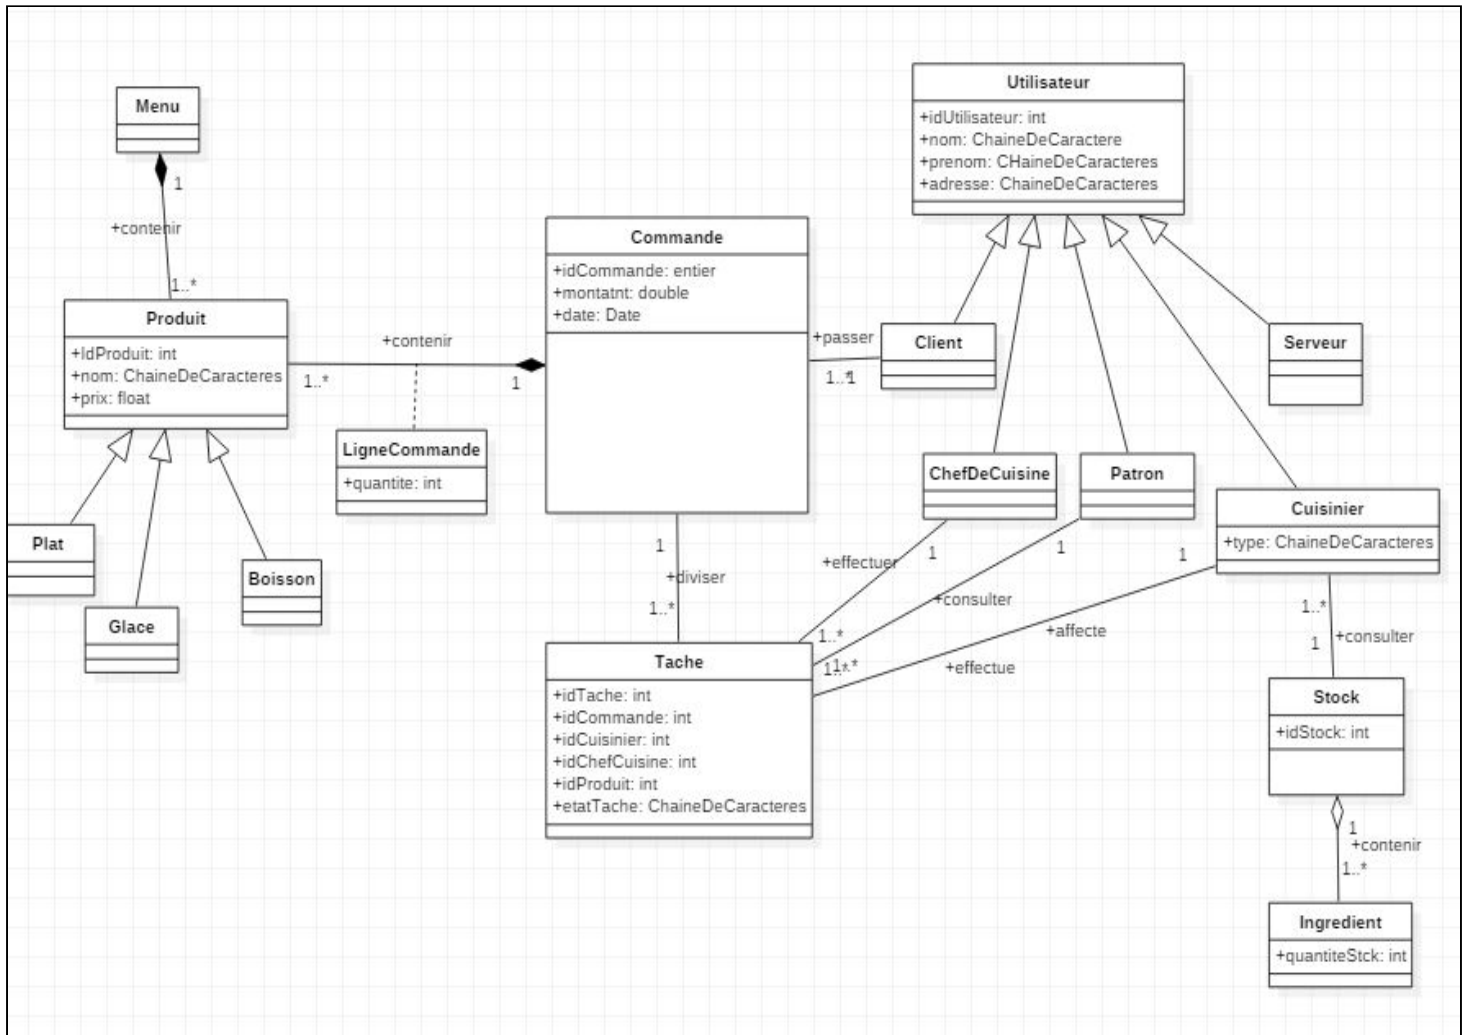 Menu
1
+contenir
1..*
Produit
+IdProduit: int
+nom: ChaineDeCaracteres
+prix: float
Plat
Glace
Boisson
+contenir
1..*
1
LigneCommande
+quantite: int
Commande
+idCommande: entier
+montatnt: double
+date: Date
+passer
1..*
1
Utilisateur
+idUtilisateur: int
+nom: ChaineDeCaractere
+prenom: CHaineDeCaracteres
+adresse: ChaineDeCaracteres
Client
Serveur
ChefDeCuisine
Patron
Cuisinier
+type: ChaineDeCaracteres
1
+diviser
1..*
+effectuer
1
1..*
1
+consulter
1..*
1
+affecte
+effectue
1..*
Tache
+idTache: int
+idCommande: int
+idCuisinier: int
+idChefCuisine: int
+idProduit: int
+etatTache: ChaineDeCaracteres
1..*
1
+consulter
Stock
+idStock: int
1
+contenir
1..*
Ingredient
+quantiteStck: int